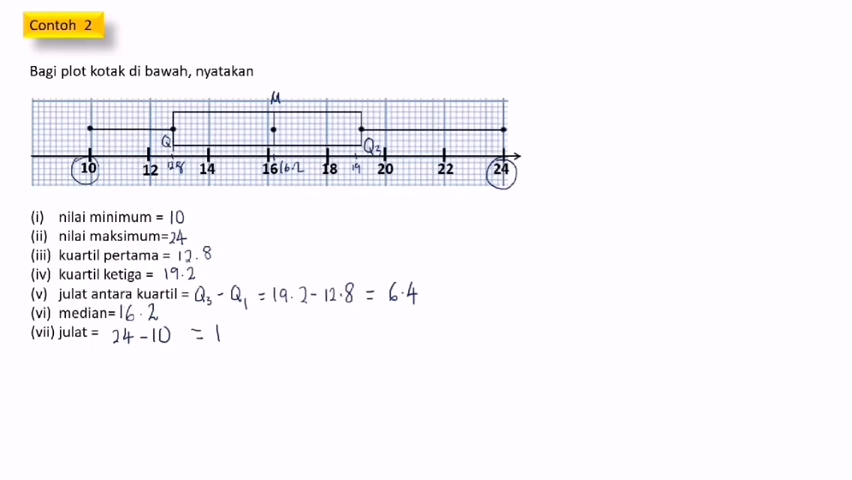 Contoh 2
Bagi plot kotak di bawah, nyatakan
M
Q Q3
10 12 12.8 14 16 16.2 18 19 20 22 24
(i) nilai minimum = 10
(ii) nilai maksimum=24
(iii) kuartil pertama = 12.8
(iv) kuartil ketiga = 19.2
(v) julat antara kuartil = Q3 - Q1 = 19.2 - 12.8 = 6.4
(vi) median= 16.2
(vii) julat = 24 - 10 = 1